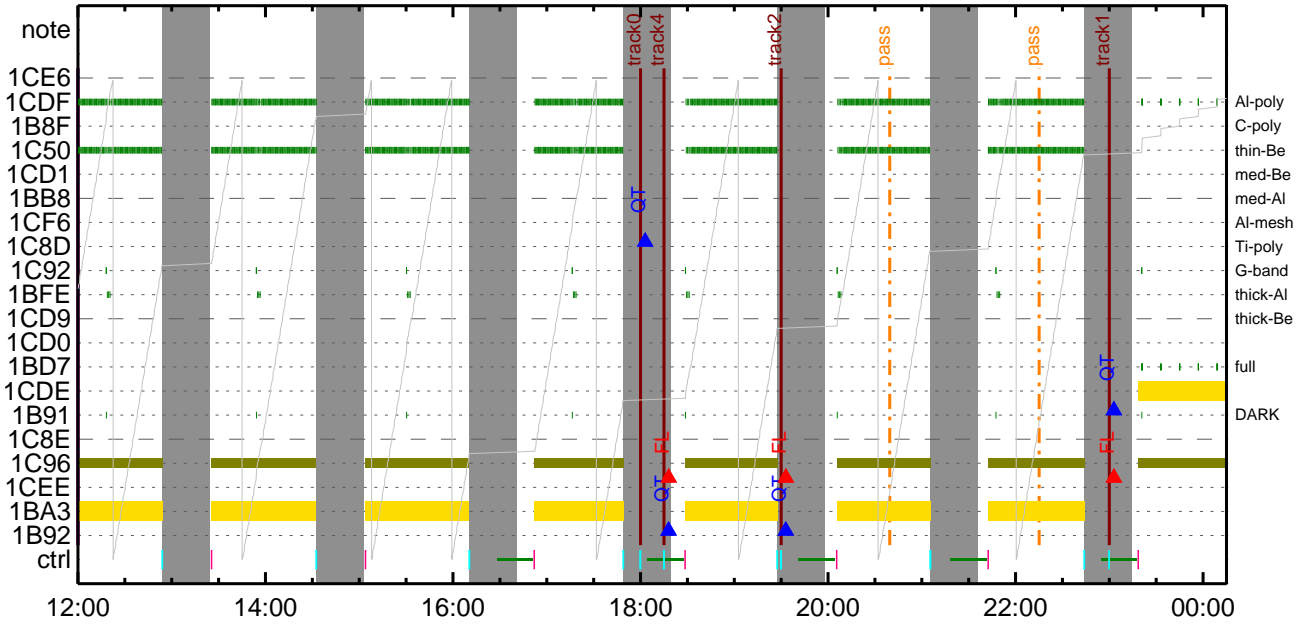 note
track0
track4
track2
pass
pass
track1
1CE6
1CDF Al-poly
1B8F C-poly
1C50 thin-Be
1CD1 med-Be
1BB8 QT med-Al
1CF6 Al-mesh
1C8D Ti-poly
1C92 G-band
1BFE thick-Al
1CD9 thick-Be
1CD0
1BD7 QT full
1CDE
1B91 DARK
1C8E FL FL FL
1C96
1CEE QT QT
1BA3
1B92
ctrl
12:00 14:00 16:00 18:00 20:00 22:00 00:00